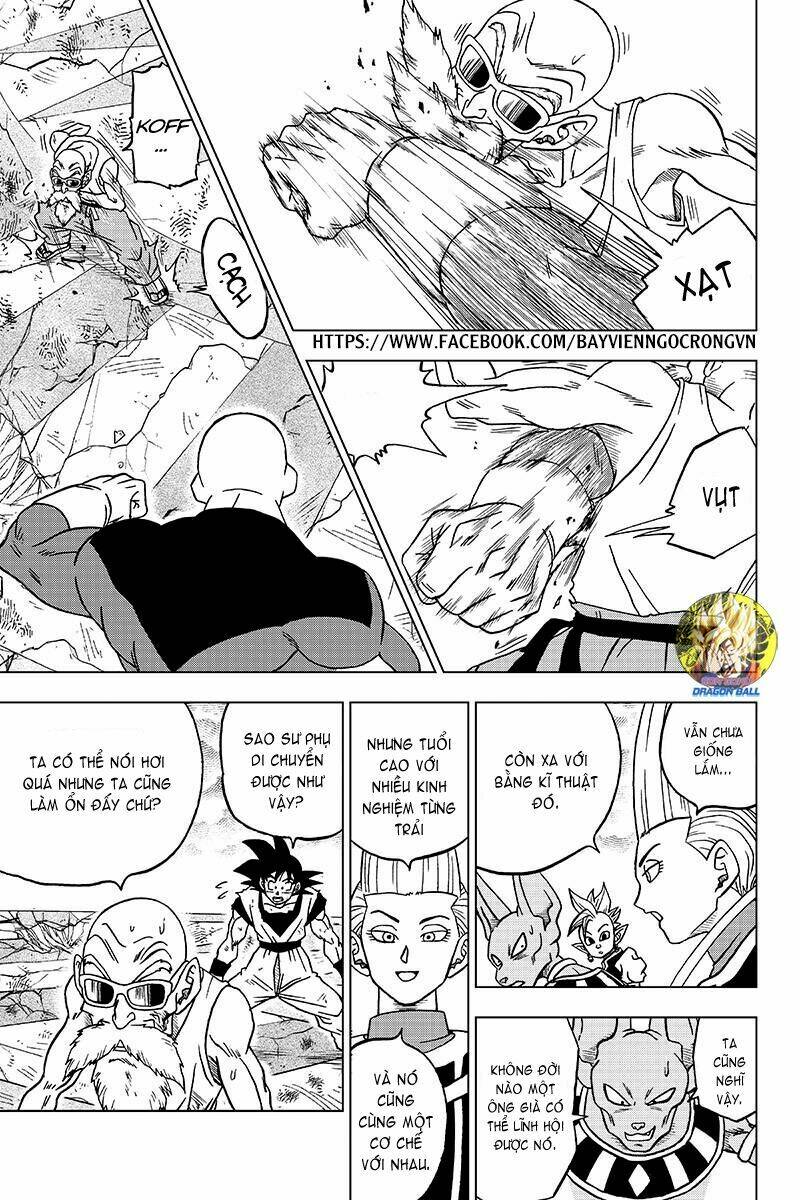 XẠT
HTTPS://WWW.FACEBOOK.COM/BAYVIENNGOCRONGVN
VỤT
KOFF
...
CẠCH
DRAGON BALL
VẪN CHƯA
GIỐNG
LẮM...
CÒN XA VỚI
BẰNG KĨ THUẬT
ĐÓ.
TA
CŨNG
NGHĨ
VẬY.
KHÔNG ĐỜI
NÀO MỘT
ÔNG GIÀ CÓ
THỂ LĨNH HỘI
ĐƯỢC NÓ.
NHƯNG TUỔI
CAO VỚI
NHIỀU KINH
NGHIỆM TỪNG
TRẢI
VÀ NÓ
CŨNG
CÙNG MỘT
CƠ CHẾ
VỚI NHAU.
SAO SƯ PHỤ
DI CHUYỂN
ĐƯỢC NHƯ
VẬY?
TA CÓ THỂ NÓI HƠI
QUÁ NHƯNG TA CŨNG
LÀM ỔN ĐẤY CHỨ?